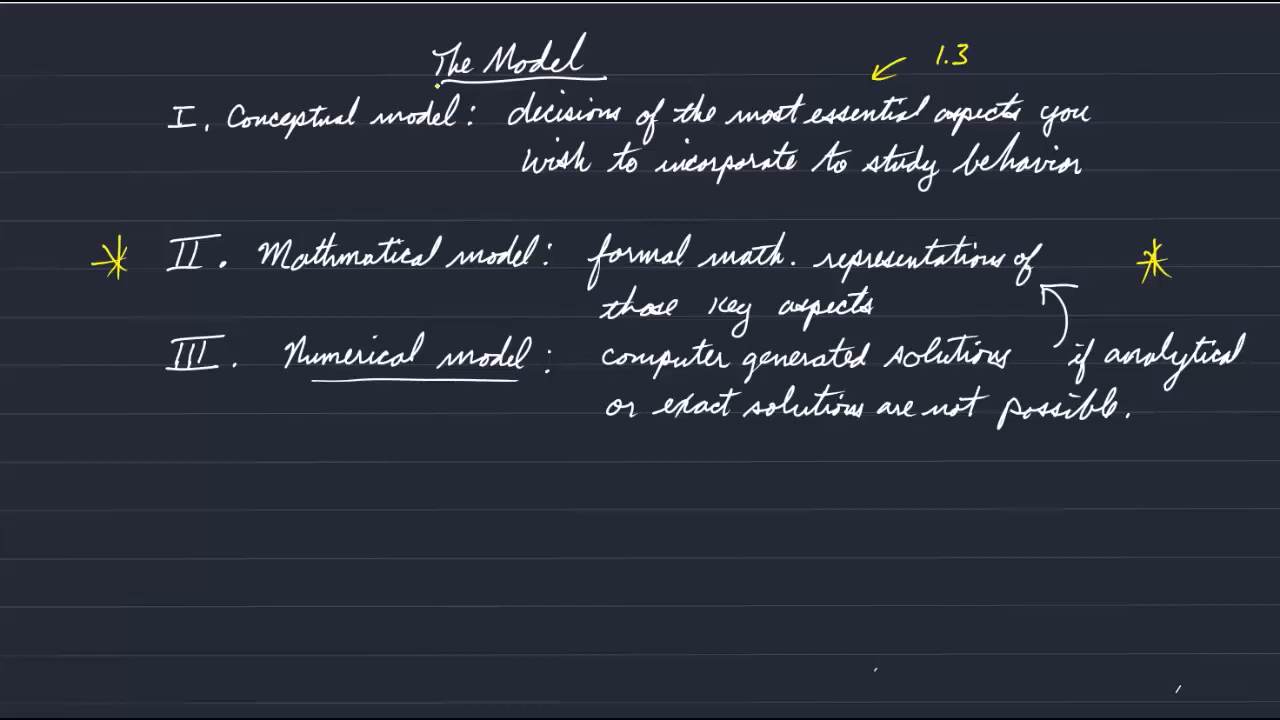 The Model
1.3
I. Conceptual model: decisions of the most essential aspects you
wish to incorporate to study behavior
* II. Mathmatical model: formal math. representations of *
those key aspects
III. Numerical model: computer generated solutions if analytical
or exact solutions are not possible.